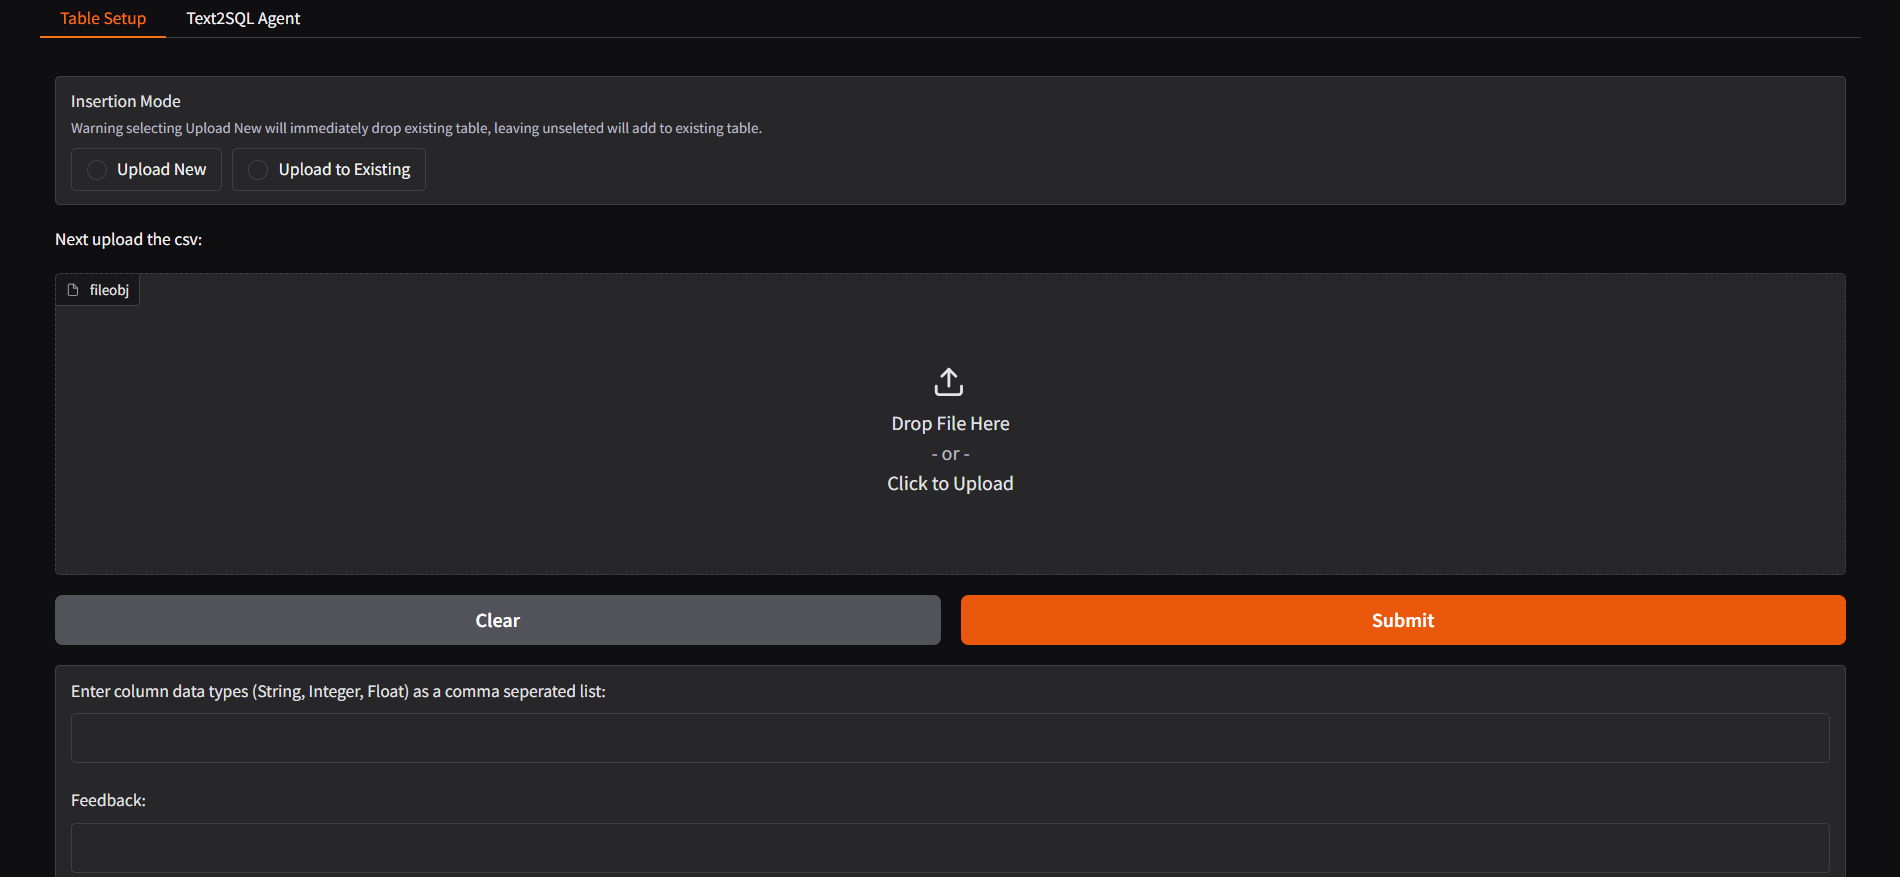 Table Setup
Text2SQL Agent
Insertion Mode
Warning selecting Upload New will immediately drop existing table, leaving unseleted will add to existing table.
Upload New
Upload to Existing
Next upload the csv:
fileobj
Drop File Here
- or -
Click to Upload
Clear
Submit
Enter column data types (String, Integer, Float) as a comma seperated list:
Feedback: